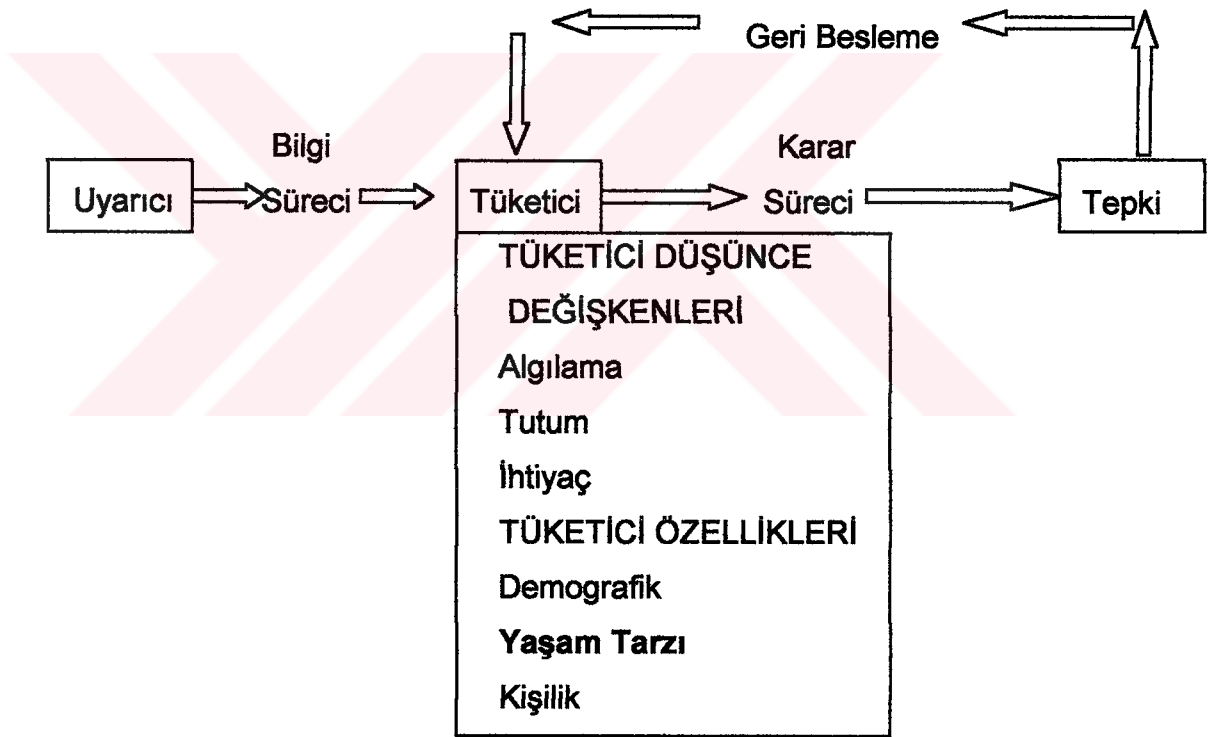 Geri Besleme
Bilgi
Karar
Uyarıcı Süreci Tüketici Süreci Tepki
TÜKETİCİ DÜŞÜNCE
DEĞİŞKENLERİ
Algılama
Tutum
İhtiyaç
TÜKETİCİ ÖZELLİKLERİ
Demografik
Yaşam Tarzı
Kişilik